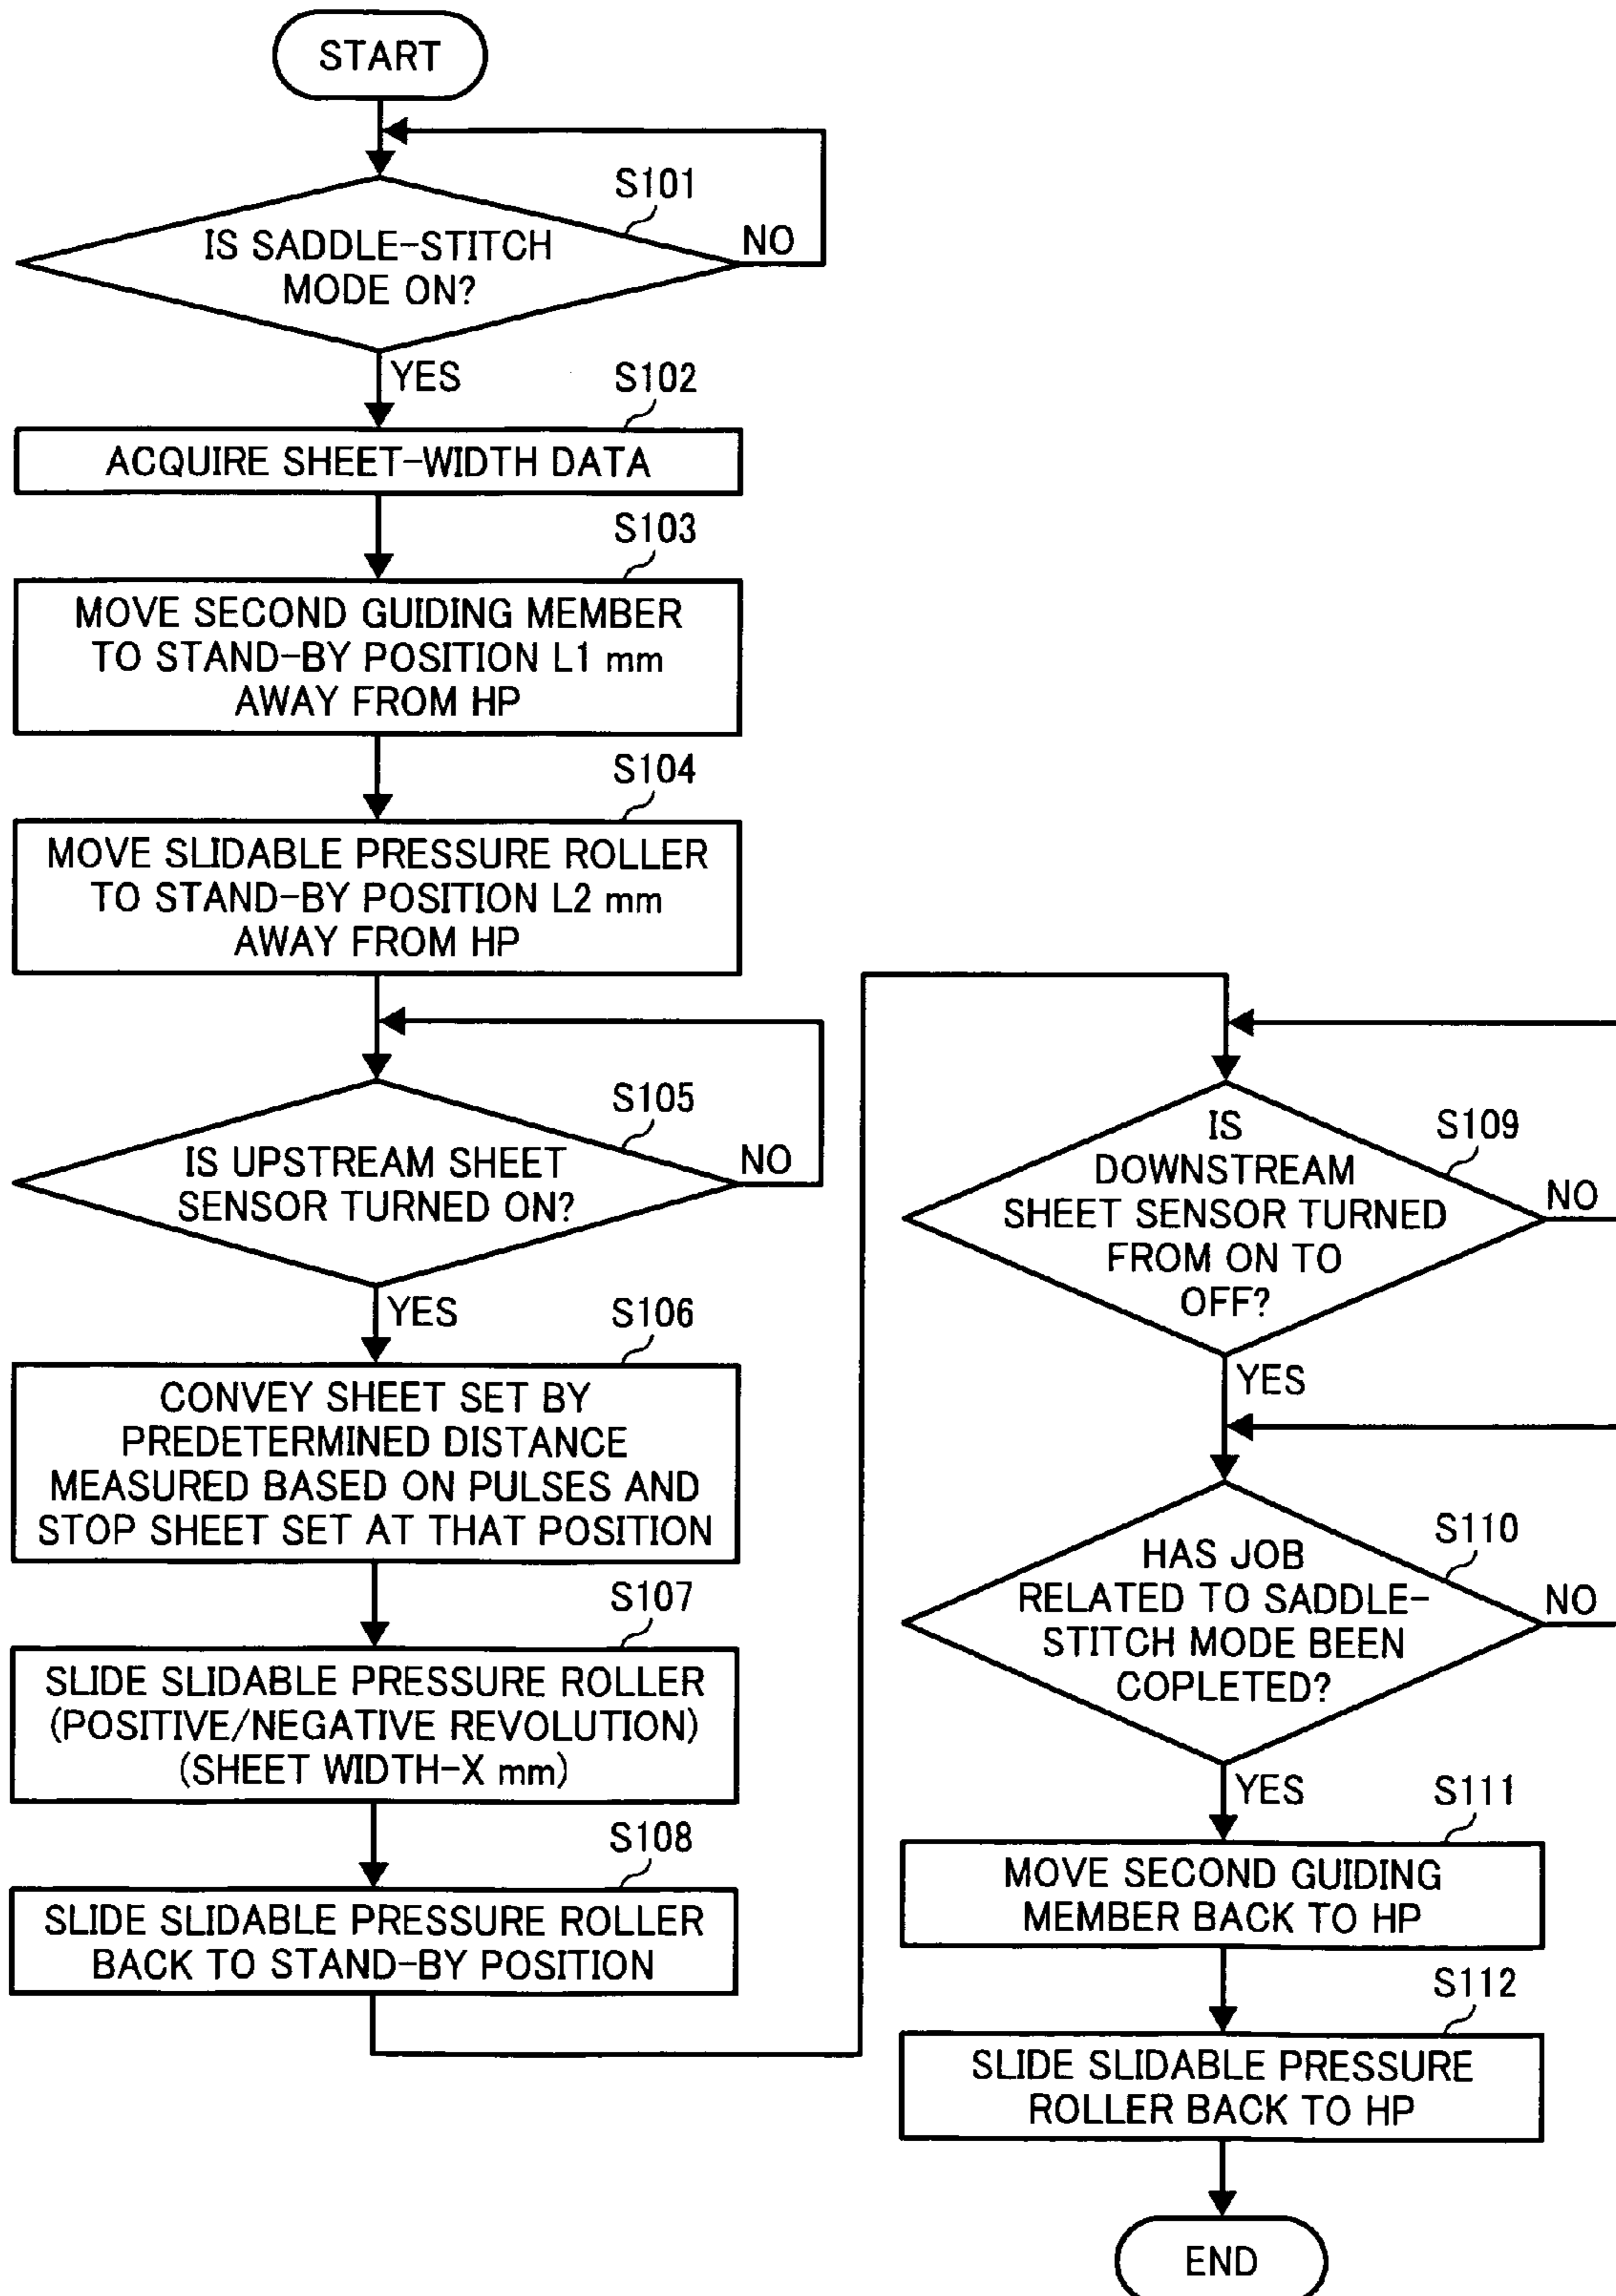 START
S101
IS SADDLE-STITCH
MODE ON?
NO
YES
S102
ACQUIRE SHEET-WIDTH DATA
S103
MOVE SECOND GUIDING MEMBER
TO STAND-BY POSITION L1 mm
AWAY FROM HP
S104
MOVE SLIDABLE PRESSURE ROLLER
TO STAND-BY POSITION L2 mm
AWAY FROM HP
S105
IS UPSTREAM SHEET
SENSOR TURNED ON?
NO
YES
S106
CONVEY SHEET SET BY
PREDETERMINED DISTANCE
MEASURED BASED ON PULSES AND
STOP SHEET SET AT THAT POSITION
S107
SLIDE SLIDABLE PRESSURE ROLLER
(POSITIVE/NEGATIVE REVOLUTION)
(SHEET WIDTH-X mm)
S108
SLIDE SLIDABLE PRESSURE ROLLER
BACK TO STAND-BY POSITION
S109
IS
DOWNSTREAM
SHEET SENSOR TURNED
FROM ON TO
OFF?
NO
YES
S110
HAS JOB
RELATED TO SADDLE-
STITCH MODE BEEN
COPLETED?
NO
YES
S111
MOVE SECOND GUIDING
MEMBER BACK TO HP
S112
SLIDE SLIDABLE PRESSURE
ROLLER BACK TO HP
END